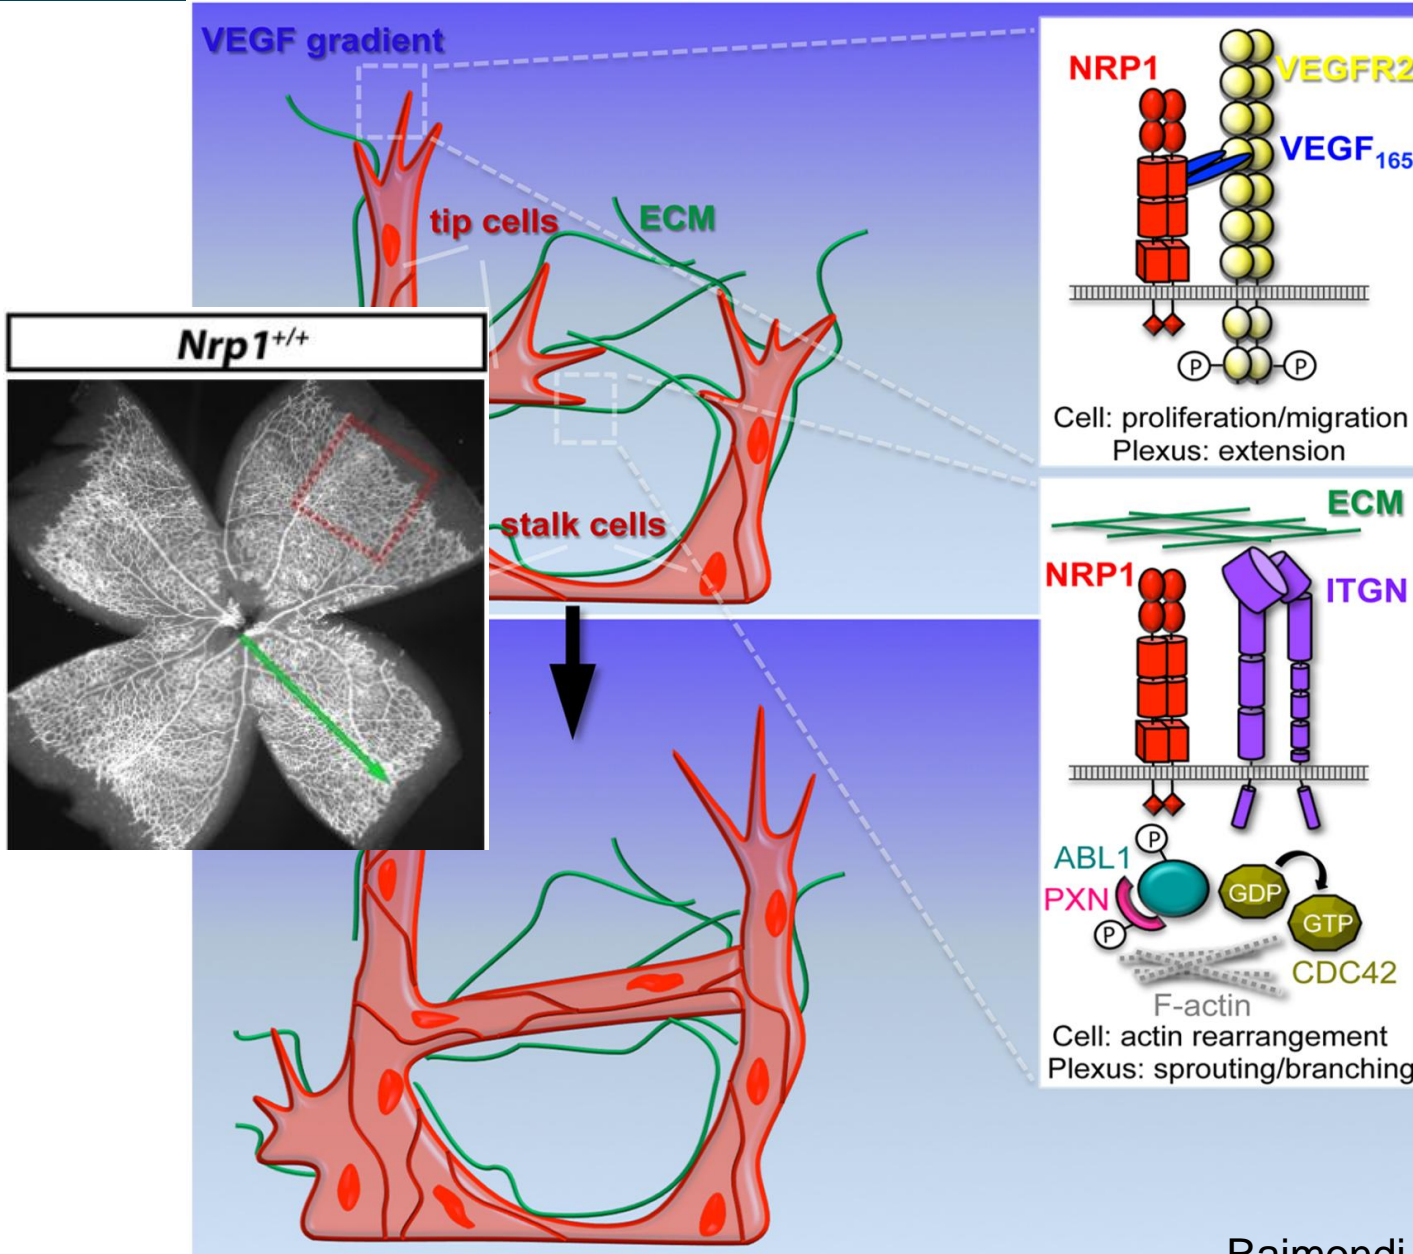 VEGF gradient
tip cells
ECM
stalk cells
Nrp1+/+
NRP1
VEGFR2
VEGF165
P
P
Cell: proliferation/migration
Plexus: extension
ECM
NRP1
ITGN
P
ABL1
PXN
P
GDP
GTP
CDC42
F-actin
Cell: actin rearrangement
Plexus: sprouting/branching